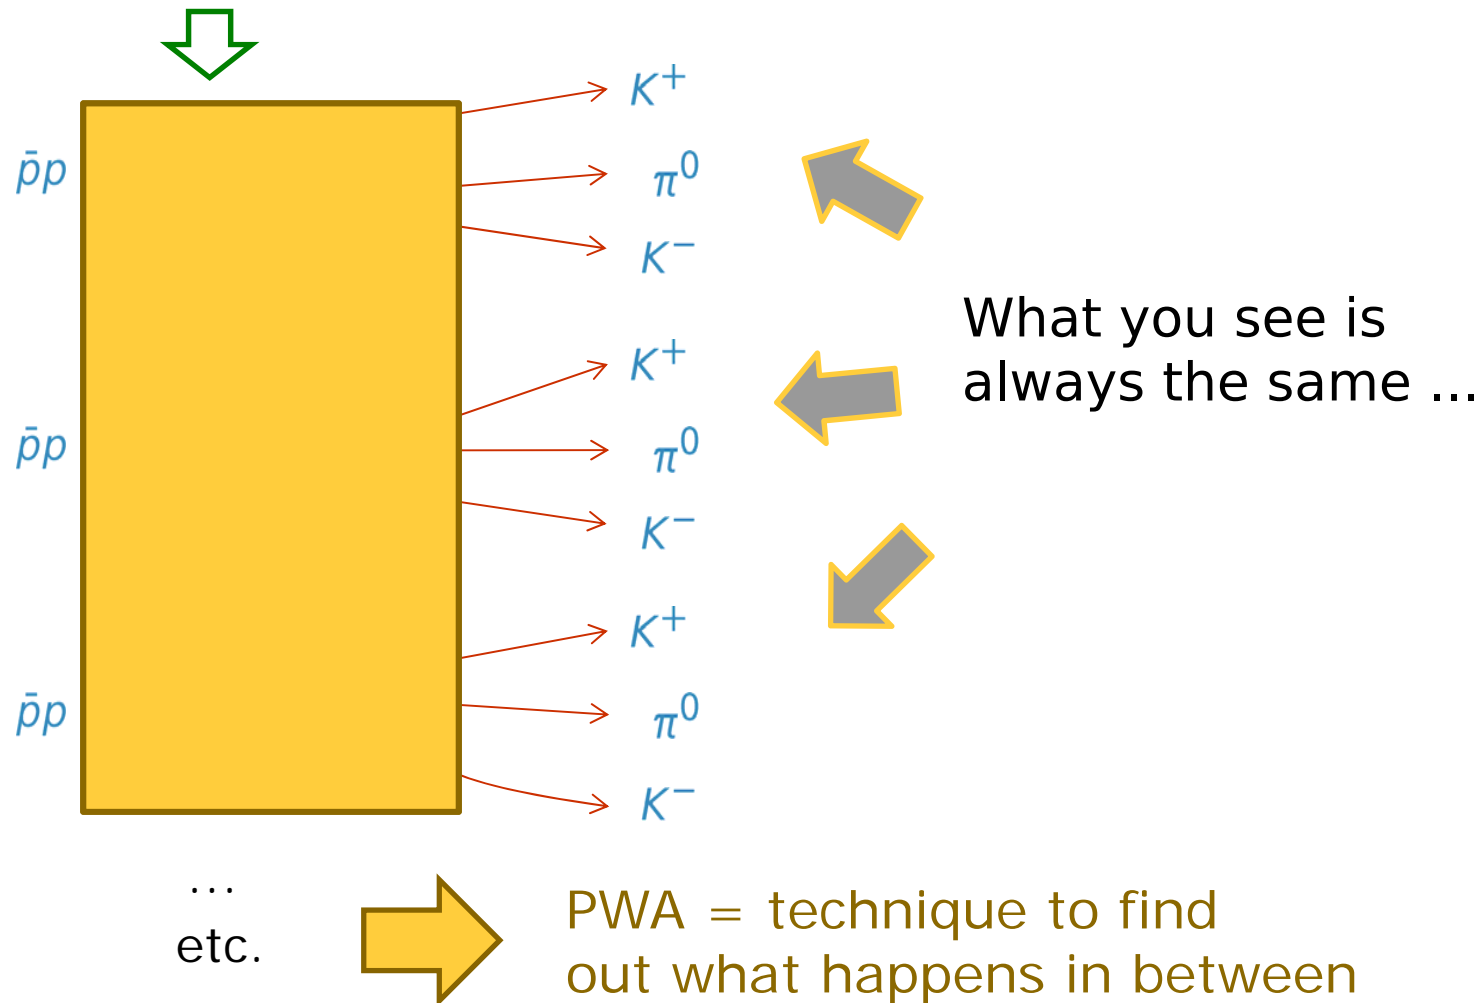 K⁺
p̄p
π⁰
K⁻
What you see is
always the same ...
K⁺
p̄p
π⁰
K⁻
K⁺
p̄p
π⁰
K⁻
...
etc.
PWA = technique to find
out what happens in between